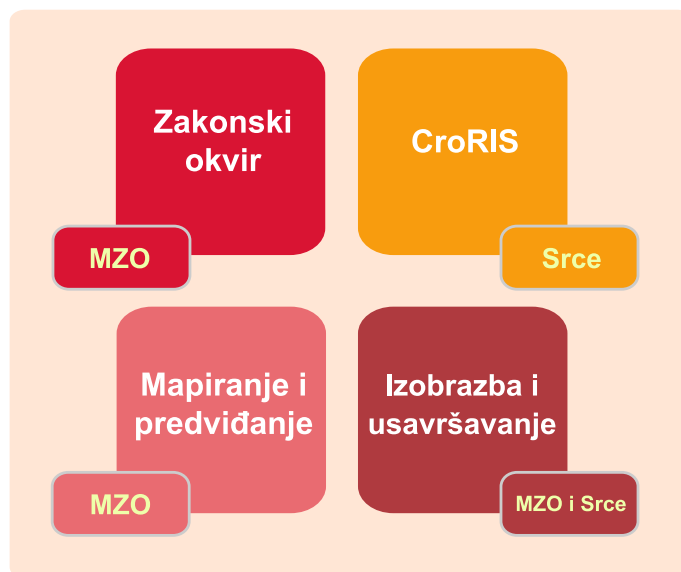 Zakonski
okvir
MZO
CroRIS
Srce
Mapiranje i
predviđanje
MZO
Izobrazba i
usavršavanje
MZO i Srce